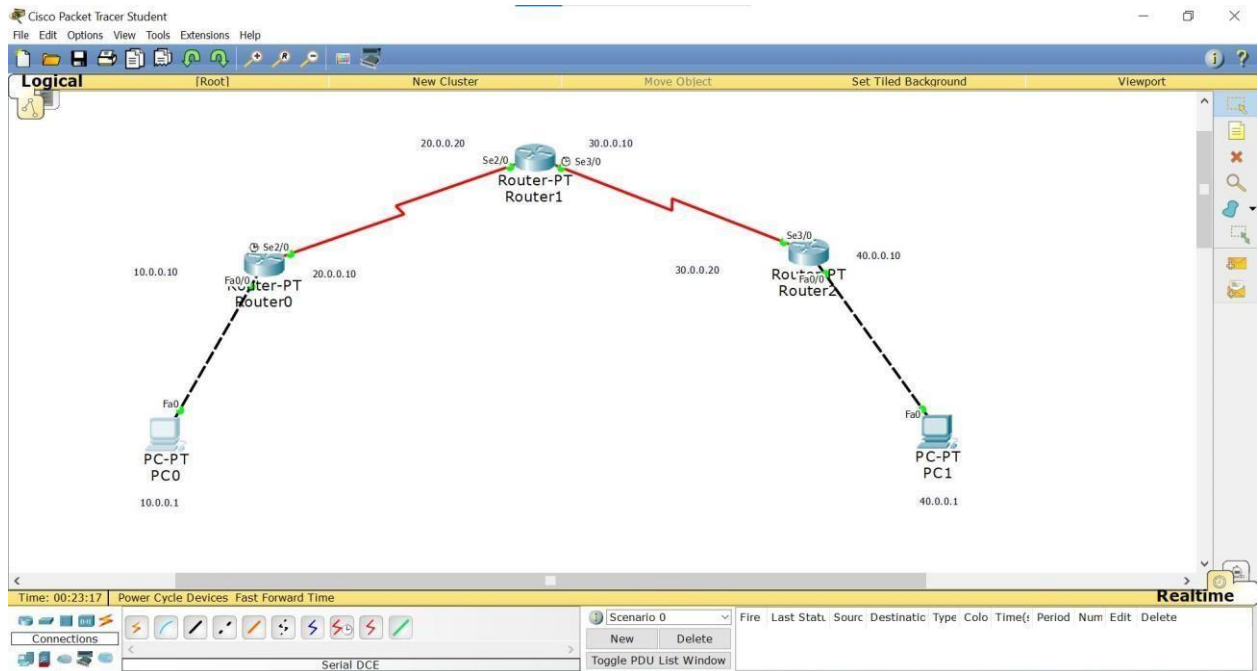 Cisco Packet Tracer Student
File Edit Options View Tools Extensions Help
Logical [Root] New Cluster Move Object Set Tiled Background Viewport
20.0.0.20 30.0.0.10
Se2/0 Se3/0
Router-PT
Router1
Se2/0 Se3/0
10.0.0.10 Fa0/0 20.0.0.10 30.0.0.20 Fa0/0 40.0.0.10
Router-PT Router-PT
Router0 Router2
Fa0 Fa0
PC-PT PC-PT
PC0 PC1
10.0.0.1 40.0.0.1
Time: 00:23:17 Power Cycle Devices Fast Forward Time Realtime
Scenario 0 Fire Last Statu Sourc Destinatic Type Colo Time(s Period Num Edit Delete
Connections New Delete
Serial DCE Toggle PDU List Window